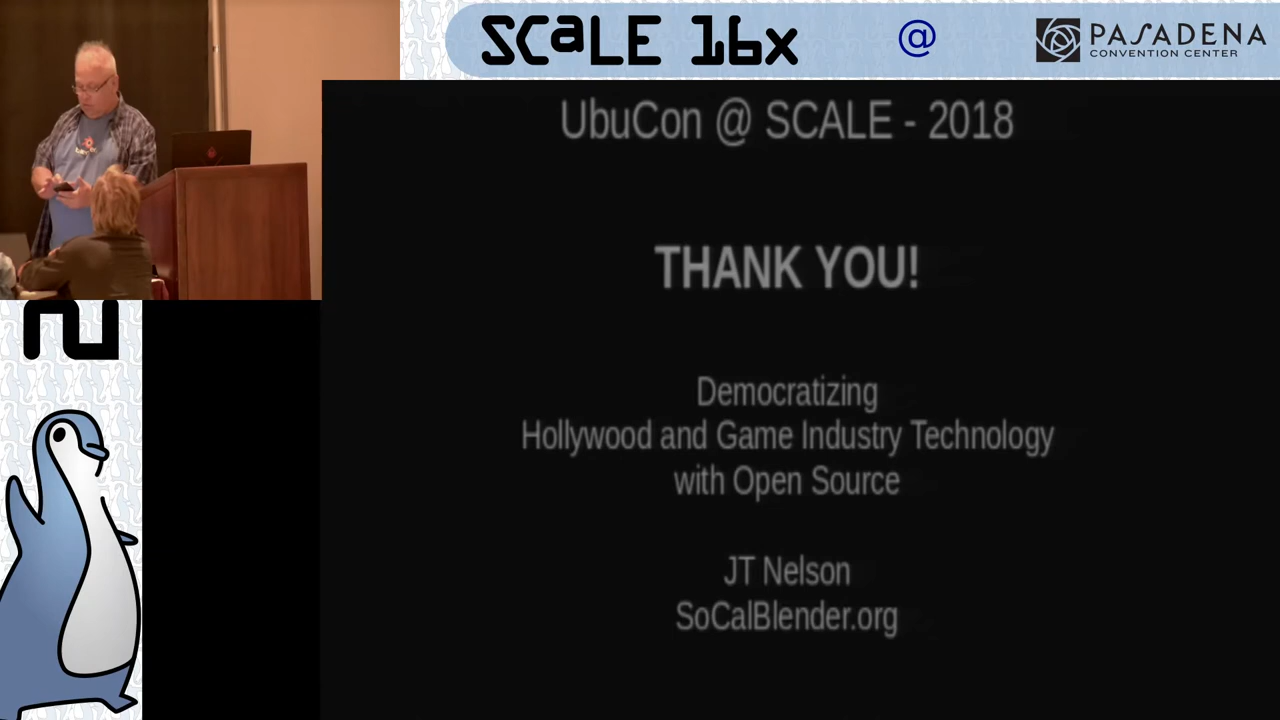 SCALE 16x @ PASADENA
CONVENTION CENTER
UbuCon @ SCALE - 2018
THANK YOU!
Democratizing
Hollywood and Game Industry Technology
with Open Source
JT Nelson
SoCalBlender.org
2